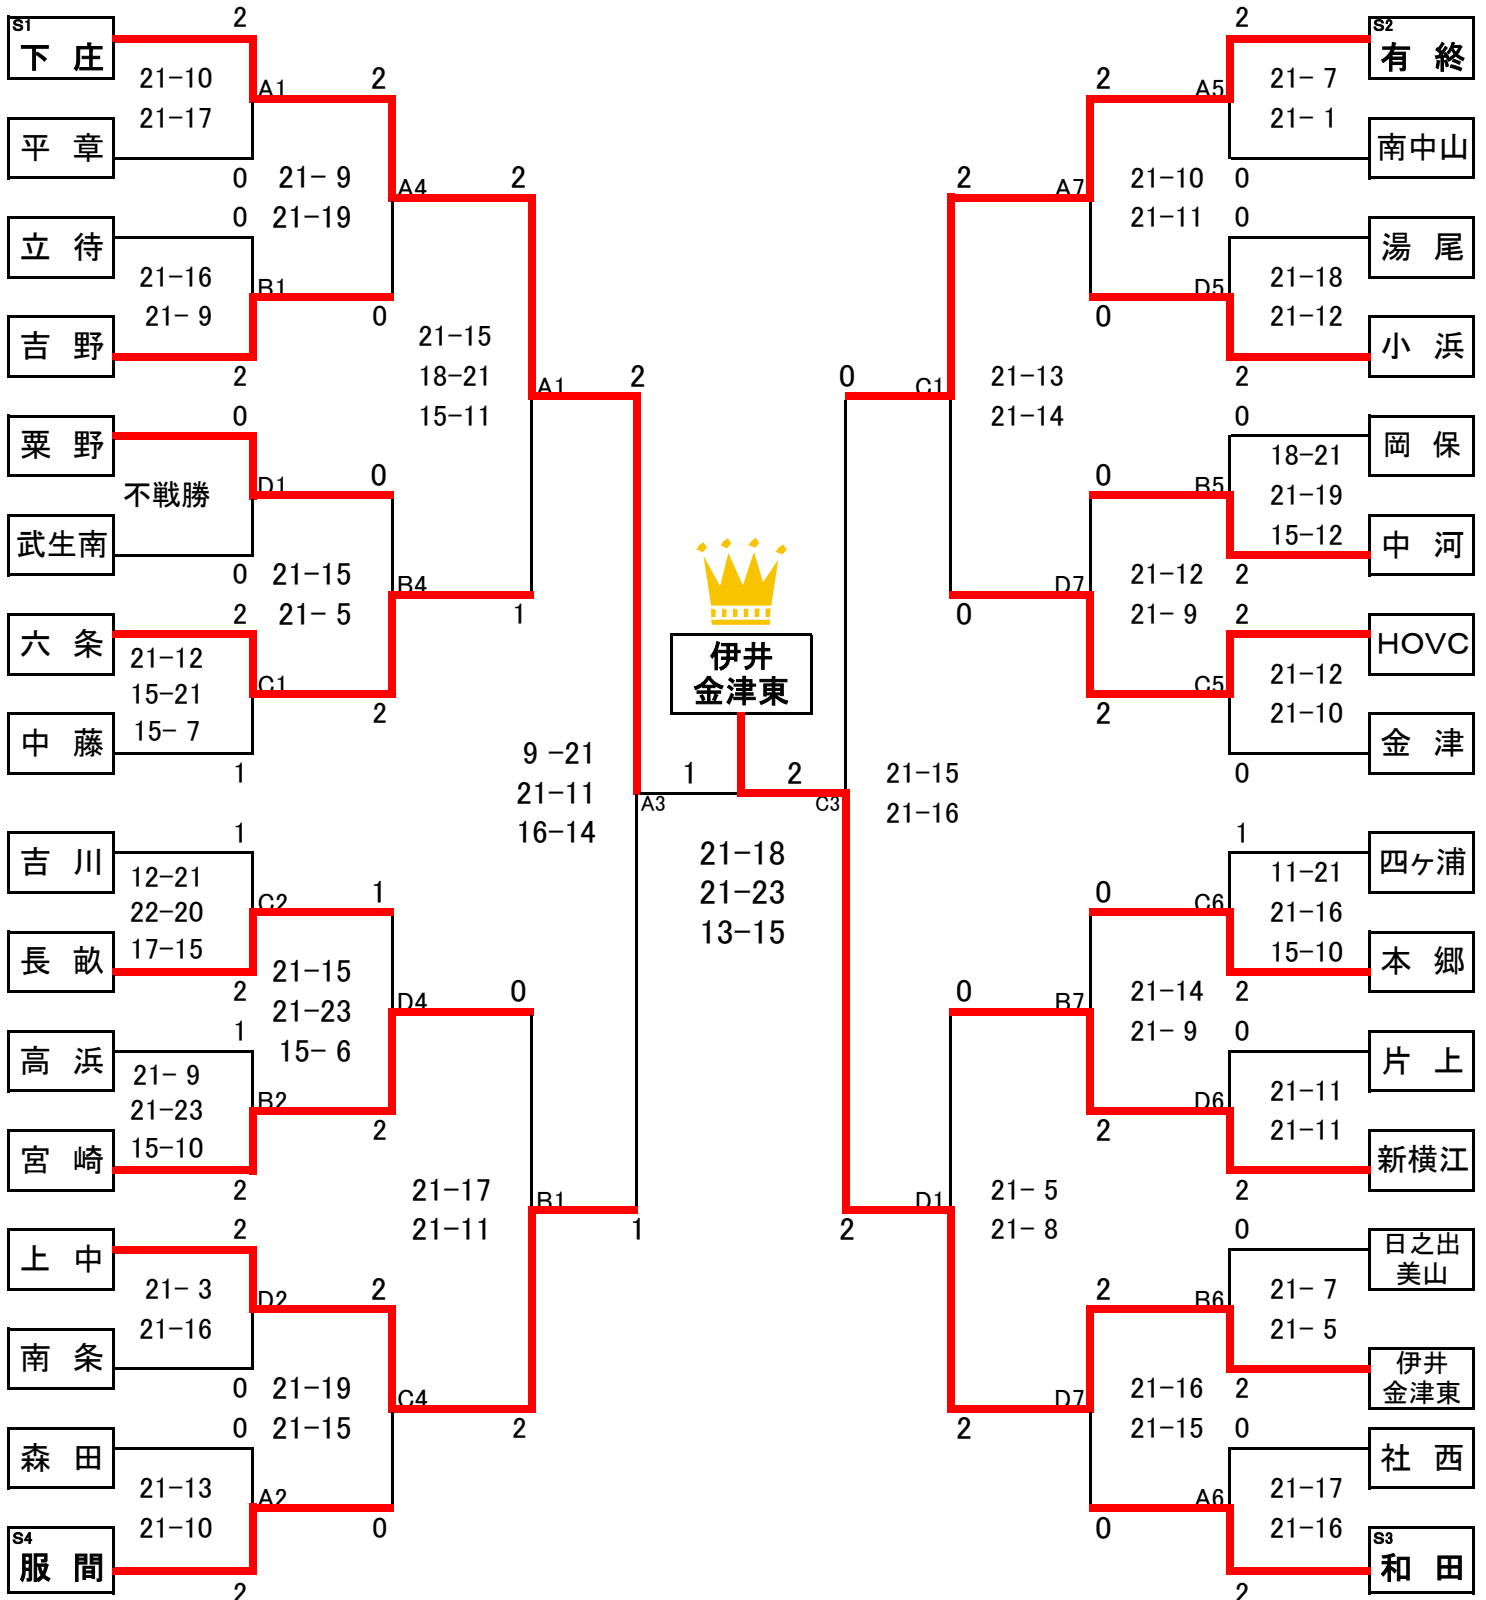 S1
下 庄
2
21-10
21-17
A1
2
平 章
0
立 待
0
21-16
21- 9
B1
0
吉 野
2
21- 9
21-19
A4
2
粟 野
0
不戦勝
D1
0
武生南
0
六 条
2
21-12
15-21
15- 7
C1
2
中 藤
1
21-15
21- 5
B4
1
21-15
18-21
15-11
A1
2
吉 川
1
12-21
22-20
17-15
C2
1
長 畝
2
高 浜
1
21- 9
21-23
15-10
B2
2
宮 崎
2
21-15
21-23
15- 6
D4
0
上 中
2
21- 3
21-16
D2
2
南 条
0
森 田
0
21-13
21-10
A2
0
S4
服 間
2
21-19
21-15
C4
2
21-17
21-11
B1
1
9 -21
21-11
16-14
A3
1
伊井
金津東
2
C3
21-18
21-23
13-15
21-15
21-16
0
C1
21-13
21-14
2
A7
21-10
21-11
2
A5
21- 7
21- 1
2
S2
有 終
0
南中山
0
D5
21-18
21-12
0
湯 尾
2
小 浜
0
D7
21-12
21- 9
0
B5
18-21
21-19
15-12
0
岡 保
2
中 河
2
C5
21-12
21-10
2
HOVC
0
金 津
2
D1
21- 5
21- 8
0
B7
21-14
21- 9
0
C6
11-21
21-16
15-10
1
四ヶ浦
2
本 郷
2
D6
21-11
21-11
0
片 上
2
新横江
2
D7
21-16
21-15
2
B6
21- 7
21- 5
0
日之出
美山
2
伊井
金津東
0
A6
21-17
21-16
0
社 西
2
S3
和 田